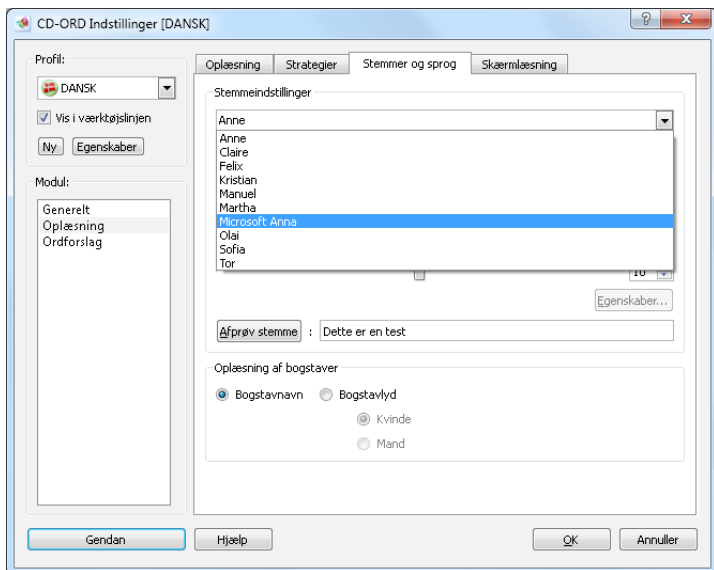 CD-ORD Indstillinger [DANSK]
Profil:
DANSK
Vis i værktøjslinjen
Ny Egenskaber
Modul:
Generelt
Oplæsning
Ordforslag
Oplæsning Strategier Stemmer og sprog Skærmlæsning
Stemmeindstillinger
Anne
Anne
Claire
Felix
Kristian
Manuel
Martha
Microsoft Anna
Olai
Sofia
Tor
10
Egenskaber...
Afprøv stemme : Dette er en test
Oplæsning af bogstaver
Bogstavnavn Bogstavlyd
Kvinde
Mand
Gendan Hjælp OK Annuller